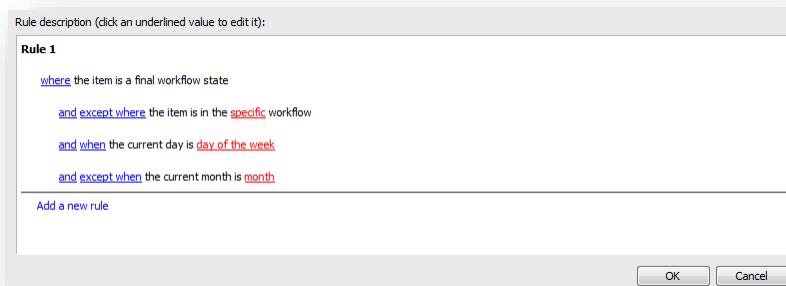 Rule description (click an underlined value to edit it):
Rule 1
where the item is a final workflow state
and except where the item is in the specific workflow
and when the current day is day of the week
and except when the current month is month
Add a new rule
OK Cancel